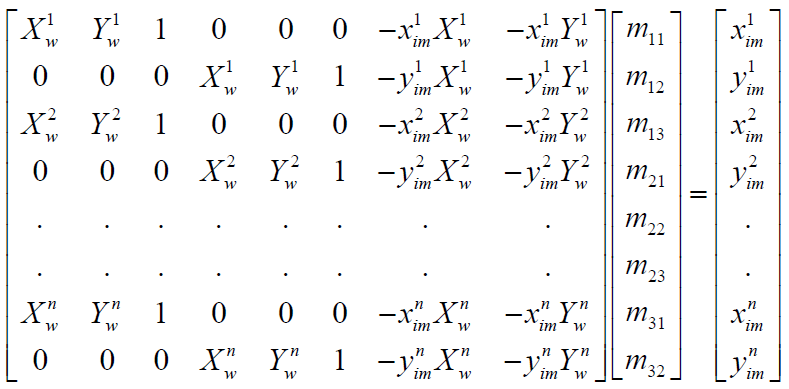 X_w^1 Y_w^1 1 0 0 0 -x_im^1 X_w^1 -x_im^1 Y_w^1 m_11 x_im^1
0 0 0 X_w^1 Y_w^1 1 -y_im^1 X_w^1 -y_im^1 Y_w^1 m_12 y_im^1
X_w^2 Y_w^2 1 0 0 0 -x_im^2 X_w^2 -x_im^2 Y_w^2 m_13 x_im^2
0 0 0 X_w^2 Y_w^2 1 -y_im^2 X_w^2 -y_im^2 Y_w^2 m_21 y_im^2
. . . . . . . . m_22 = .
. . . . . . . . m_23 .
X_w^n Y_w^n 1 0 0 0 -x_im^n X_w^n -x_im^n Y_w^n m_31 x_im^n
0 0 0 X_w^n Y_w^n 1 -y_im^n X_w^n -y_im^n Y_w^n m_32 y_im^n